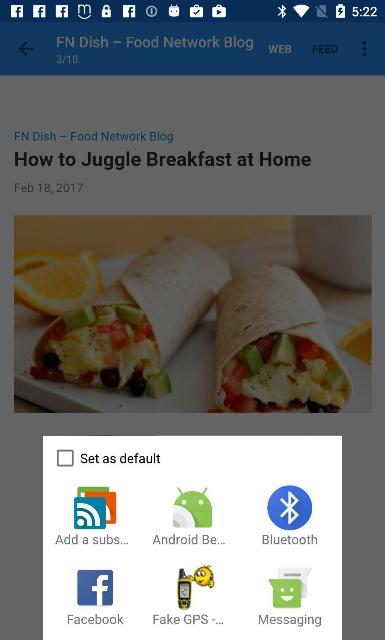 5:22
FN Dish – Food Network Blog
WEB
FEED
3/10
FN Dish – Food Network Blog
How to Juggle Breakfast at Home
Feb 18, 2017
Set as default
Add a subs...
Android Be...
Bluetooth
Facebook
Fake GPS -...
Messaging